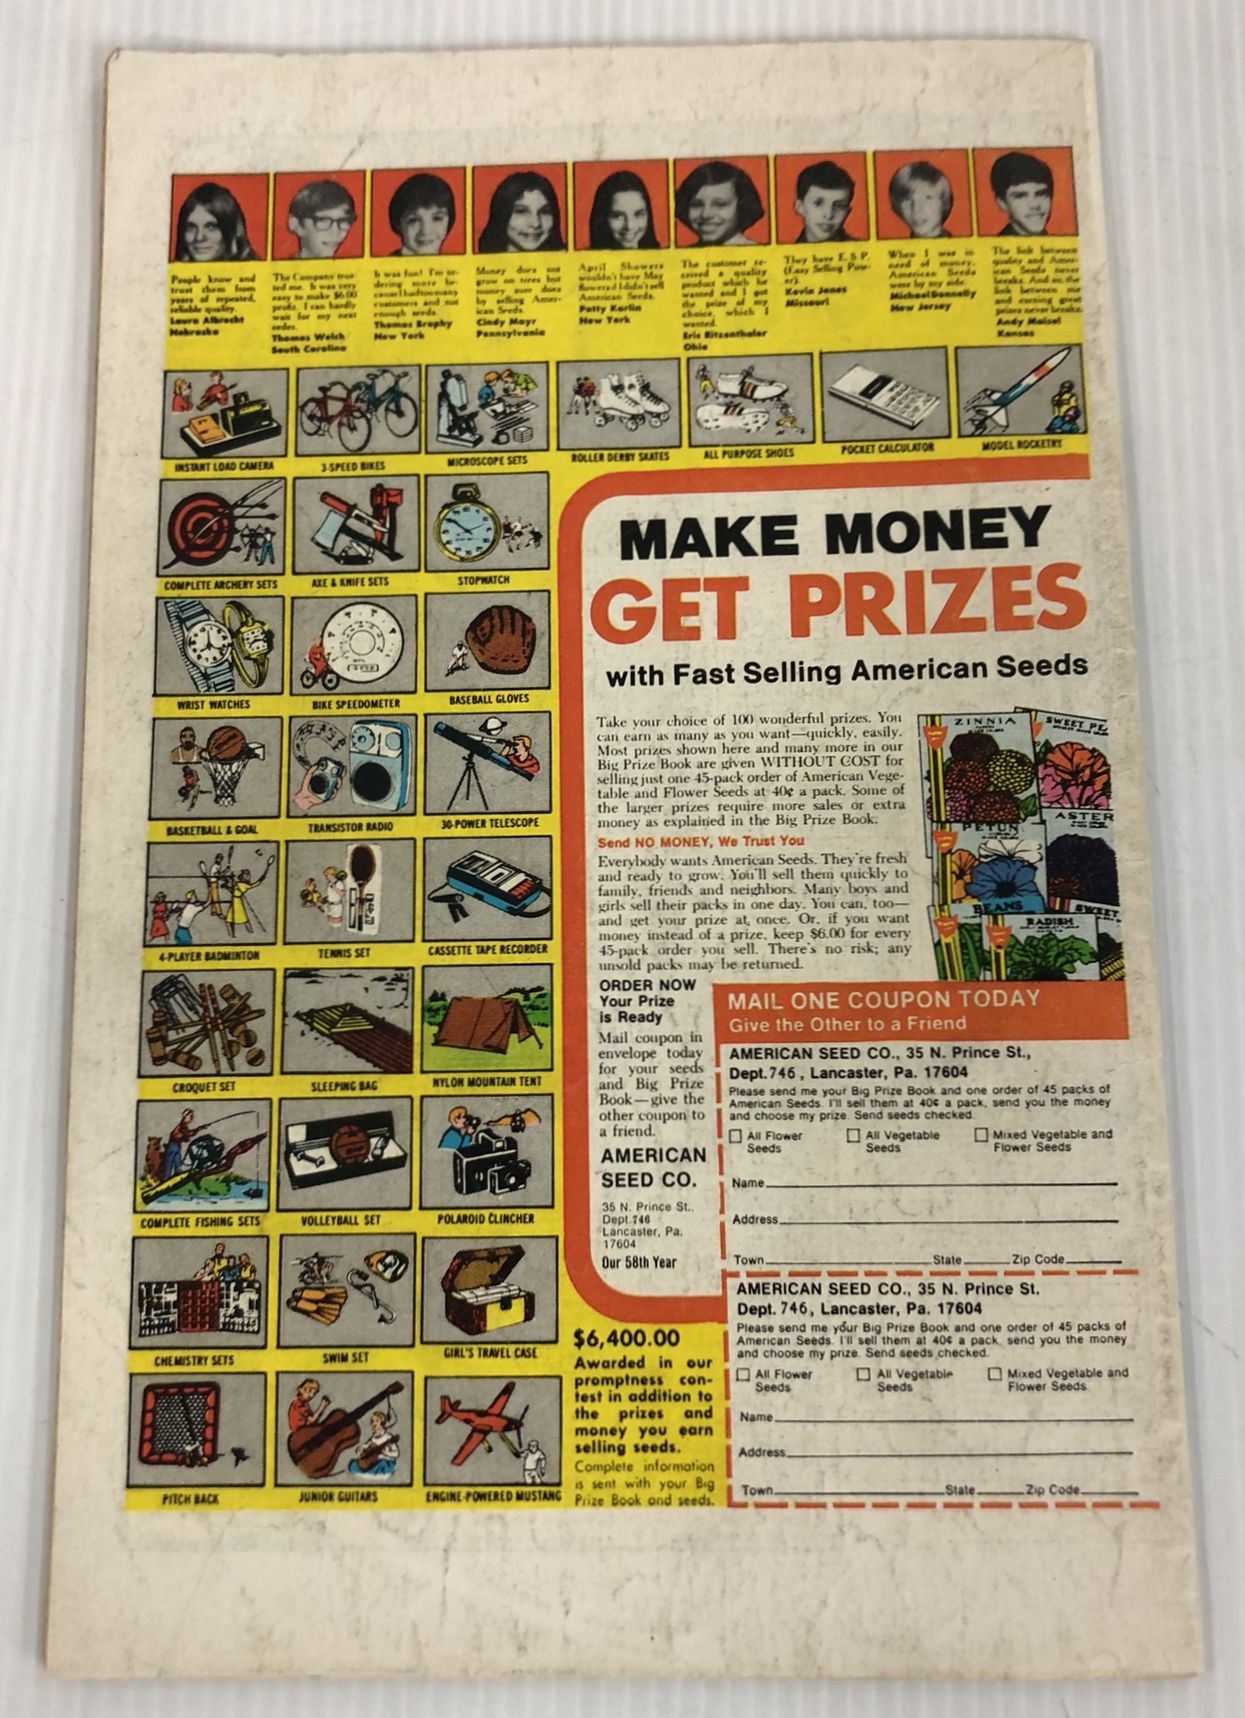 People know and
trust them from
years of repeated,
reliable quality.
Laura Albrecht
Nebraska
The Company trus-
ted me. It was very
easy to make $6.00
profit. I can hardly
wait for my next
order.
Thomas Welch
South Carolina
It was fun! I'm or-
dering more be-
cause I had too many
customers and not
enough seeds.
Thomas Brophy
New York
Money does not
grow on trees but
money sure does
by selling Amer-
ican Seeds.
Cindy Mayr
Pennsylvania
April Showers
wouldn't have May
flowers if I didn't sell
American Seeds.
Patty Karlin
New York
The customer re-
ceived a quality
product which he
wanted and I got
the prize of my
choice, which I
wanted.
Eric Ritzenthaler
Ohio
They have E.S.P.
(Easy Selling Pow-
er).
Kevin Jones
Missouri
When I was in
need of money,
American Seeds
were by my side.
Michael Donnelly
New Jersey
The link between
quality and Amer-
ican Seeds never
breaks. And so, the
link between me
and earning great
prizes never breaks.
Andy Maisel
Kansas
INSTANT LOAD CAMERA
3-SPEED BIKES
MICROSCOPE SETS
ROLLER DERBY SKATES
ALL PURPOSE SHOES
POCKET CALCULATOR
MODEL ROCKETRY
COMPLETE ARCHERY SETS
AXE & KNIFE SETS
STOPWATCH
WRIST WATCHES
BIKE SPEEDOMETER
BASEBALL GLOVES
BASKETBALL & GOAL
TRANSISTOR RADIO
30-POWER TELESCOPE
4-PLAYER BADMINTON
TENNIS SET
CASSETTE TAPE RECORDER
CROQUET SET
SLEEPING BAG
NYLON MOUNTAIN TENT
COMPLETE FISHING SETS
VOLLEYBALL SET
POLAROID CLINCHER
CHEMISTRY SETS
SWIM SET
GIRL'S TRAVEL CASE
PITCH BACK
JUNIOR GUITARS
ENGINE-POWERED MUSTANG
MAKE MONEY
GET PRIZES
with Fast Selling American Seeds
Take your choice of 100 wonderful prizes. You
can earn as many as you want—quickly, easily.
Most prizes shown here and many more in our
Big Prize Book are given WITHOUT COST for
selling just one 45-pack order of American Vege-
table and Flower Seeds at 40¢ a pack. Some of
the larger prizes require more sales or extra
money as explained in the Big Prize Book.
Send NO MONEY, We Trust You
Everybody wants American Seeds. They're fresh
and ready to grow. You'll sell them quickly to
family, friends and neighbors. Many boys and
girls sell their packs in one day. You can, too—
and get your prize at once. Or, if you want
money instead of a prize, keep $6.00 for every
45-pack order you sell. There's no risk; any
unsold packs may be returned.
ZINNIA
SWEET PE
PETUN
ASTER
BEANS
RADISH
SWEET
ORDER NOW
Your Prize
is Ready
Mail coupon in
envelope today
for your seeds
and Big Prize
Book—give the
other coupon to
a friend.
AMERICAN
SEED CO.
35 N. Prince St.,
Dept. 746
Lancaster, Pa.
17604
Our 58th Year
MAIL ONE COUPON TODAY
Give the Other to a Friend
AMERICAN SEED CO., 35 N. Prince St.,
Dept. 746, Lancaster, Pa. 17604
Please send me your Big Prize Book and one order of 45 packs of
American Seeds. I'll sell them at 40¢ a pack, send you the money
and choose my prize. Send seeds checked.
All Flower Seeds
All Vegetable Seeds
Mixed Vegetable and Flower Seeds
Name
Address
Town State Zip Code
AMERICAN SEED CO., 35 N. Prince St.
Dept. 746, Lancaster, Pa. 17604
Please send me your Big Prize Book and one order of 45 packs of
American Seeds. I'll sell them at 40¢ a pack, send you the money
and choose my prize. Send seeds checked.
All Flower Seeds
All Vegetable Seeds
Mixed Vegetable and Flower Seeds
Name
Address
Town State Zip Code
$6,400.00
Awarded in our
promptness con-
test in addition to
the prizes and
money you earn
selling seeds.
Complete information
is sent with your Big
Prize Book and seeds.